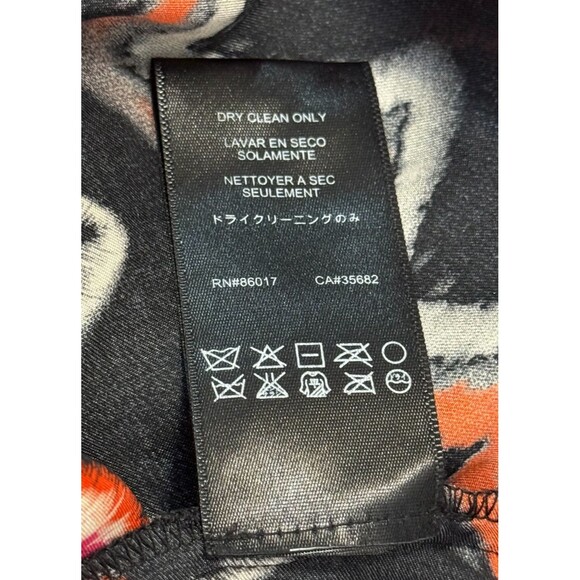 DRY CLEAN ONLY
LAVAR EN SECO
SOLAMENTE
NETTOYER A SEC
SEULEMENT
ドライクリーニングのみ
RN#86017 CA#35682